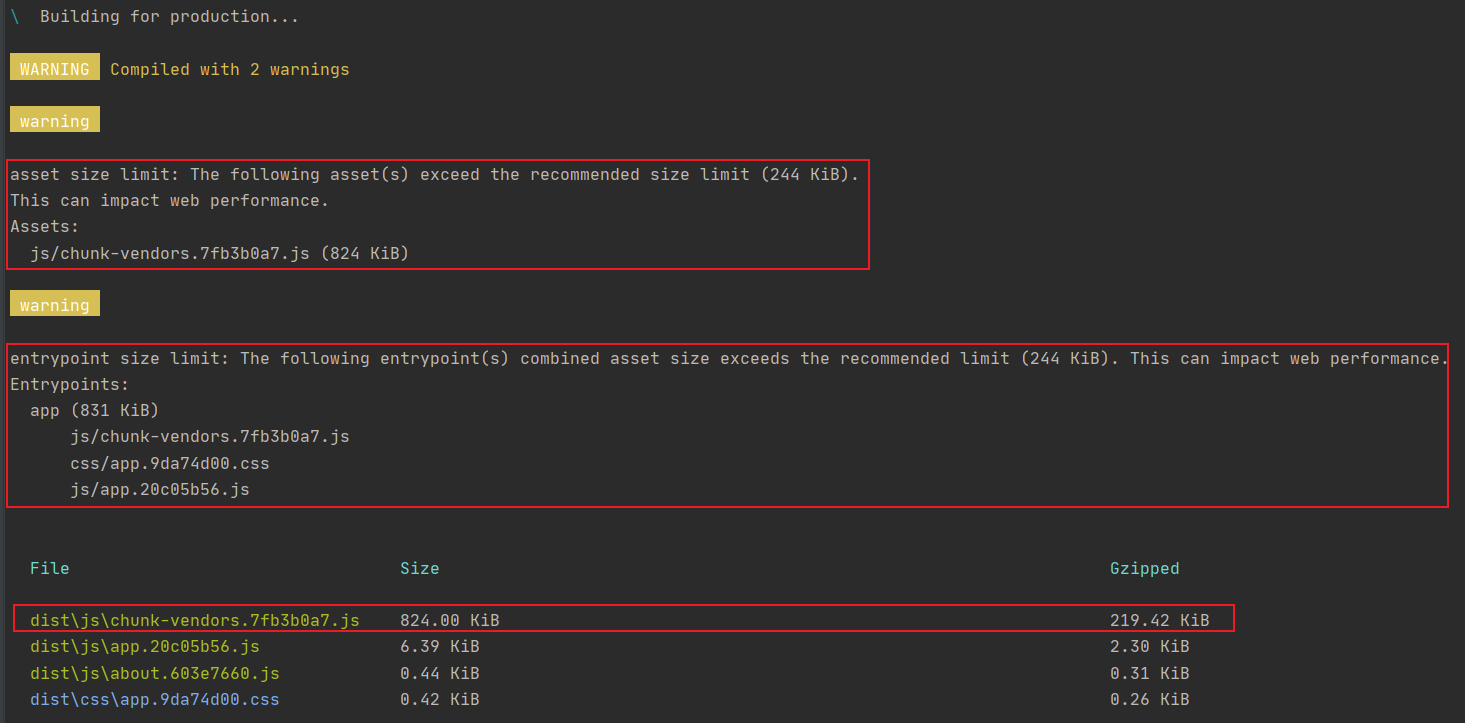 \ Building for production...
WARNING Compiled with 2 warnings
warning
asset size limit: The following asset(s) exceed the recommended size limit (244 KiB).
This can impact web performance.
Assets:
js/chunk-vendors.7fb3b0a7.js (824 KiB)
warning
entrypoint size limit: The following entrypoint(s) combined asset size exceeds the recommended limit (244 KiB). This can impact web performance.
Entrypoints:
app (831 KiB)
js/chunk-vendors.7fb3b0a7.js
css/app.9da74d00.css
js/app.20c05b56.js
File Size Gzipped
dist\js\chunk-vendors.7fb3b0a7.js 824.00 KiB 219.42 KiB
dist\js\app.20c05b56.js 6.39 KiB 2.30 KiB
dist\js\about.603e7660.js 0.44 KiB 0.31 KiB
dist\css\app.9da74d00.css 0.42 KiB 0.26 KiB